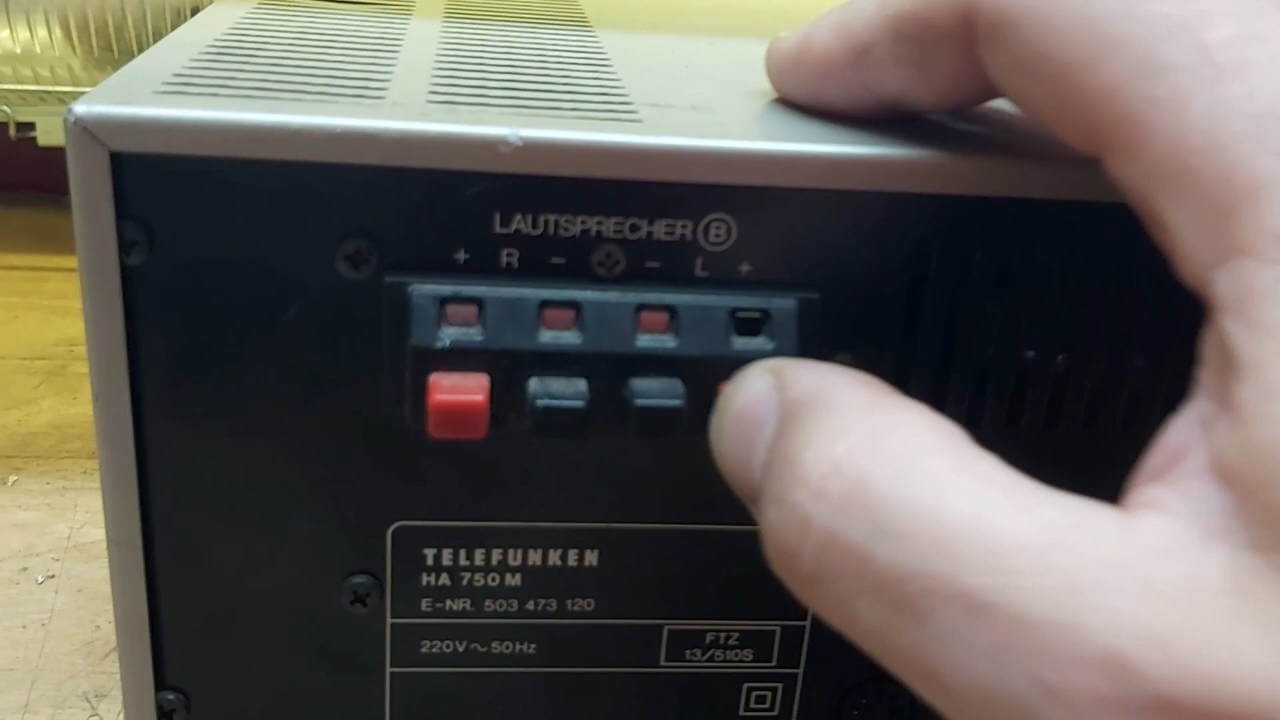 LAUTSPRECHER B
+ R - - L +
TELEFUNKEN
HA 750 M
E-NR. 503 473 120
220V ~ 50Hz
FTZ
13/510S